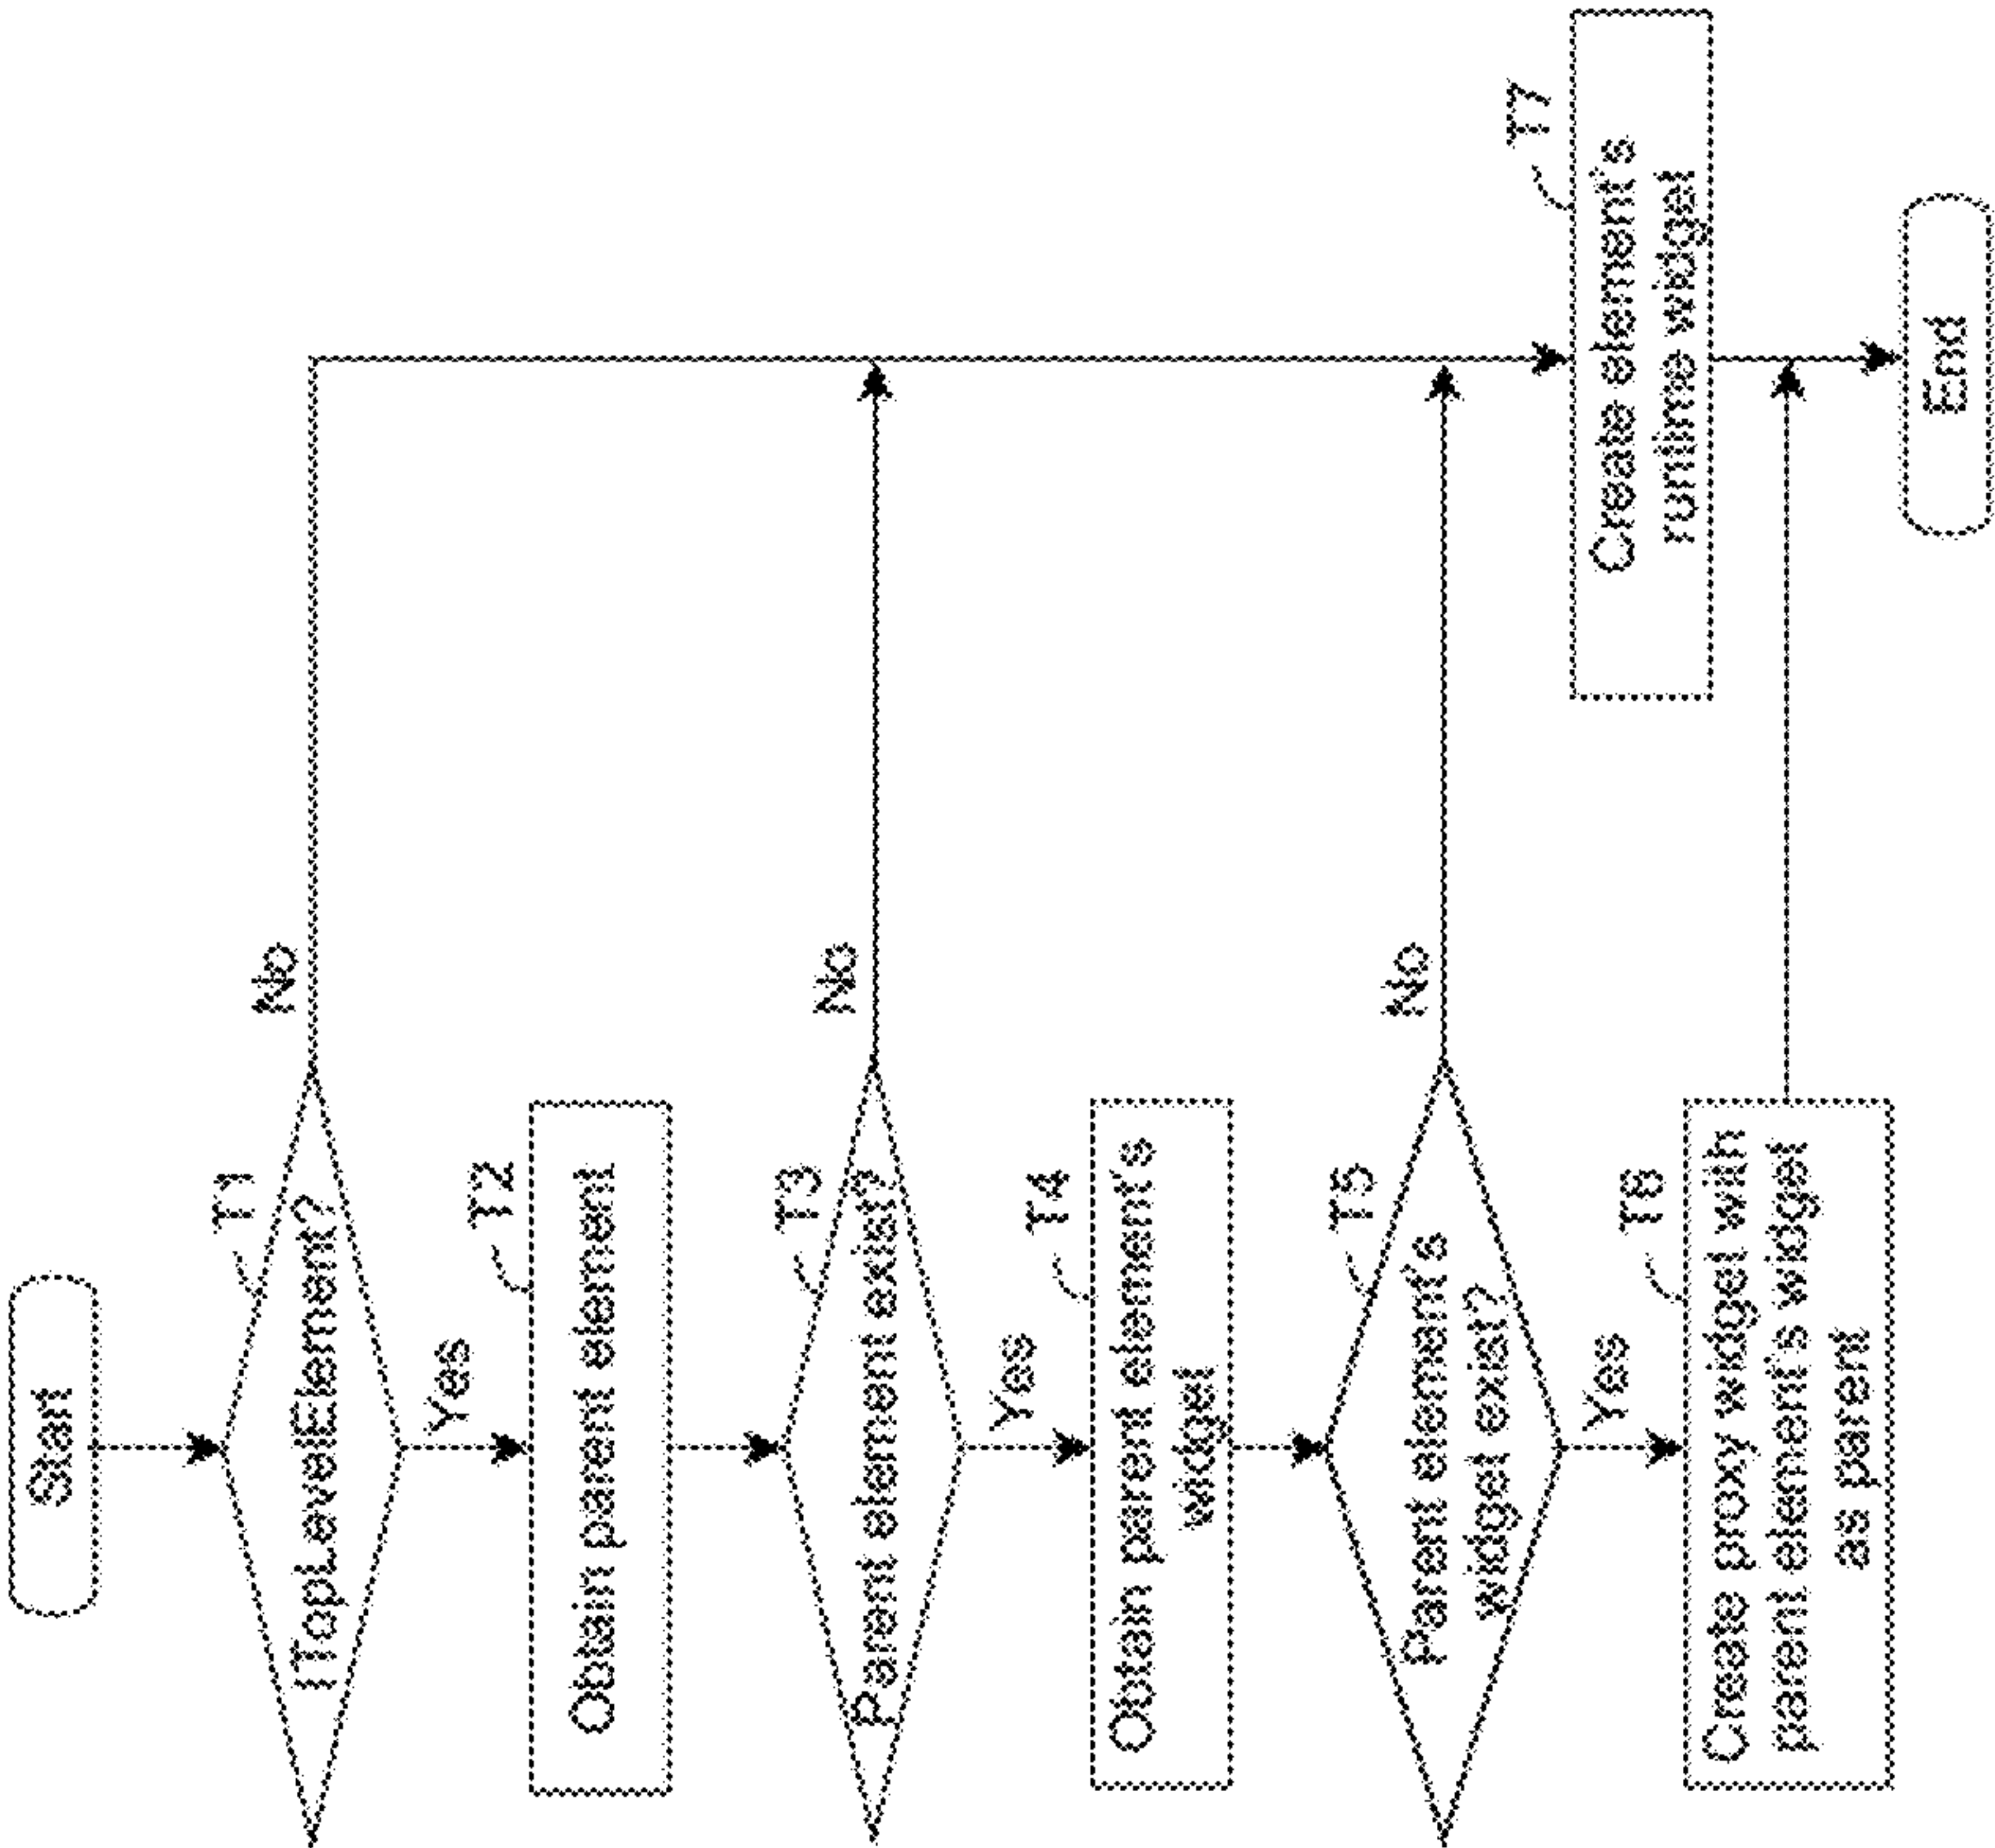 Start
T1
ITopLevelElement?
No
Yes
T2
Obtain parent element
T3
Parent element exist?
No
Yes
T4
Obtain parent element's
widget
T5
Parent element's
widget exist?
No
Yes
T6
Create proxy widget with
parent element's widget
as parent
T7
Create element's
runtime widget
End